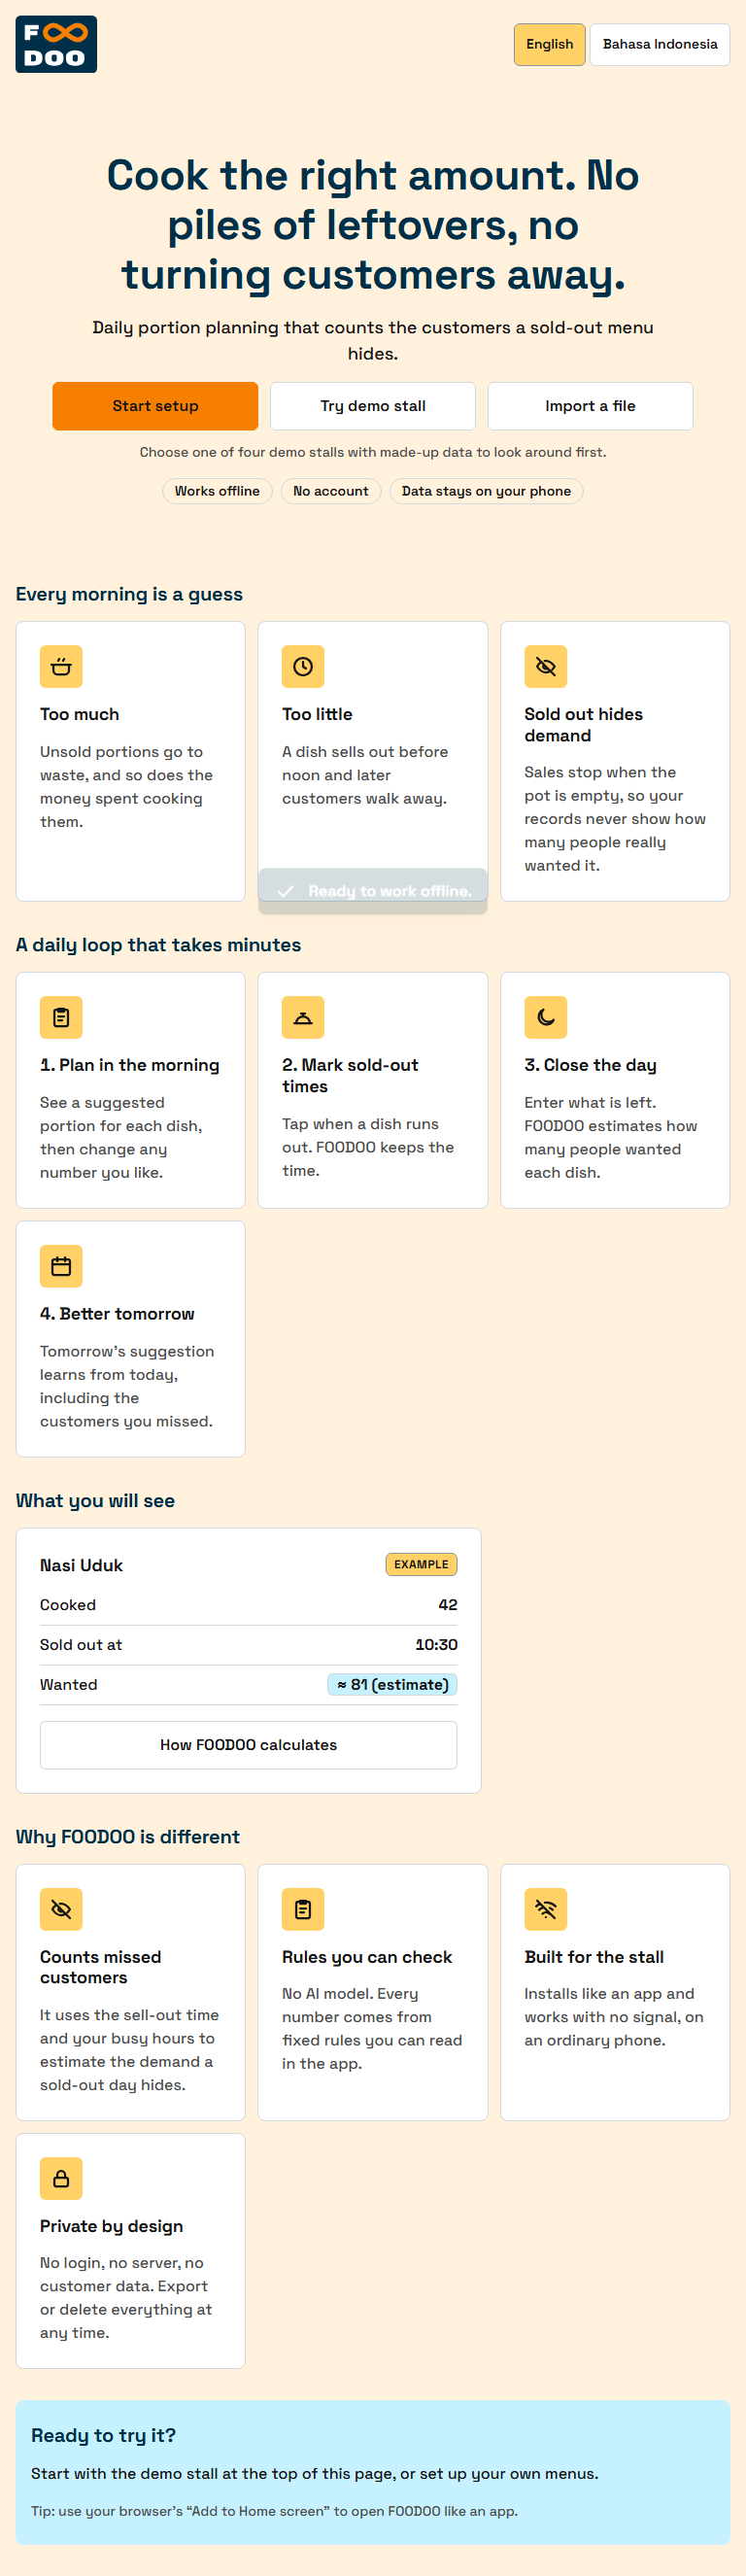 F∞
DOO
English
Bahasa Indonesia
Cook the right amount. No
piles of leftovers, no
turning customers away.
Daily portion planning that counts the customers a sold-out menu
hides.
Start setup
Try demo stall
Import a file
Choose one of four demo stalls with made-up data to look around first.
Works offline
No account
Data stays on your phone
Every morning is a guess
Too much
Unsold portions go to
waste, and so does the
money spent cooking
them.
Too little
A dish sells out before
noon and later
customers walk away.
Sold out hides
demand
Sales stop when the
pot is empty, so your
records never show how
many people really
wanted it.
Ready to work offline.
A daily loop that takes minutes
1. Plan in the morning
See a suggested
portion for each dish,
then change any
number you like.
2. Mark sold-out
times
Tap when a dish runs
out. FOODOO keeps the
time.
3. Close the day
Enter what is left.
FOODOO estimates how
many people wanted
each dish.
4. Better tomorrow
Tomorrow's suggestion
learns from today,
including the
customers you missed.
What you will see
Nasi Uduk
EXAMPLE
Cooked 42
Sold out at 10:30
Wanted ≈ 81 (estimate)
How FOODOO calculates
Why FOODOO is different
Counts missed
customers
It uses the sell-out time
and your busy hours to
estimate the demand a
sold-out day hides.
Rules you can check
No AI model. Every
number comes from
fixed rules you can read
in the app.
Built for the stall
Installs like an app and
works with no signal, on
an ordinary phone.
Private by design
No login, no server, no
customer data. Export
or delete everything at
any time.
Ready to try it?
Start with the demo stall at the top of this page, or set up your own menus.
Tip: use your browser's “Add to Home screen” to open FOODOO like an app.